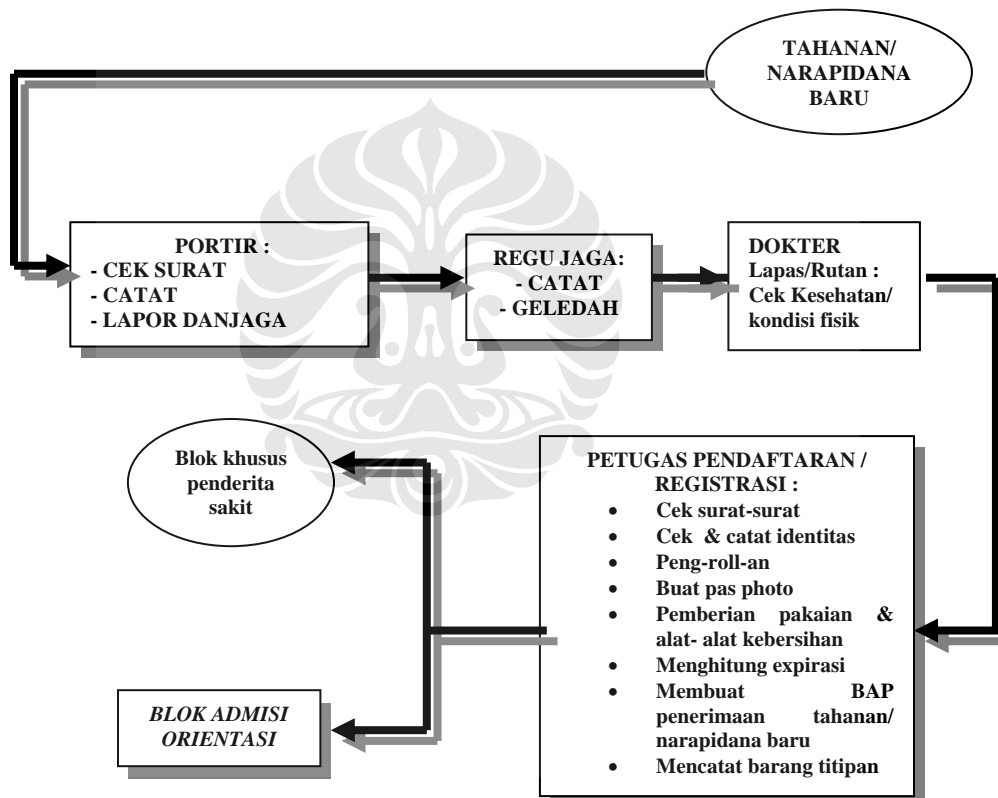 TAHANAN/
NARAPIDANA
BARU
PORTIR :
- CEK SURAT
- CATAT
- LAPOR DANJAGA
REGU JAGA:
- CATAT
- GELEDAH
DOKTER
Lapas/Rutan :
Cek Kesehatan/
kondisi fisik
PETUGAS PENDAFTARAN /
REGISTRASI :
• Cek surat-surat
• Cek & catat identitas
• Peng-roll-an
• Buat pas photo
• Pemberian pakaian &
alat- alat kebersihan
• Menghitung expirasi
• Membuat BAP
penerimaan tahanan/
narapidana baru
• Mencatat barang titipan
Blok khusus
penderita
sakit
BLOK ADMISI
ORIENTASI